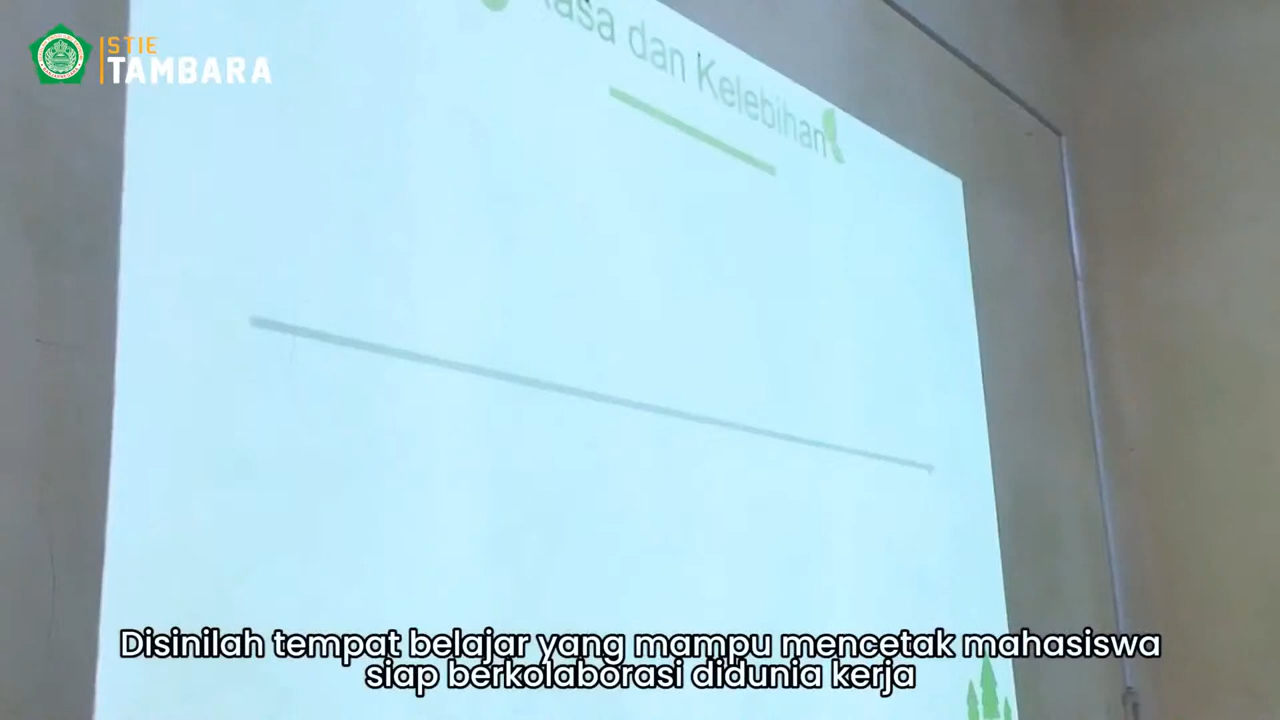 STIE
TAMBARA
dan Kelebihan
Disinilah tempat belajar yang mampu mencetak mahasiswa
siap berkolaborasi didunia kerja